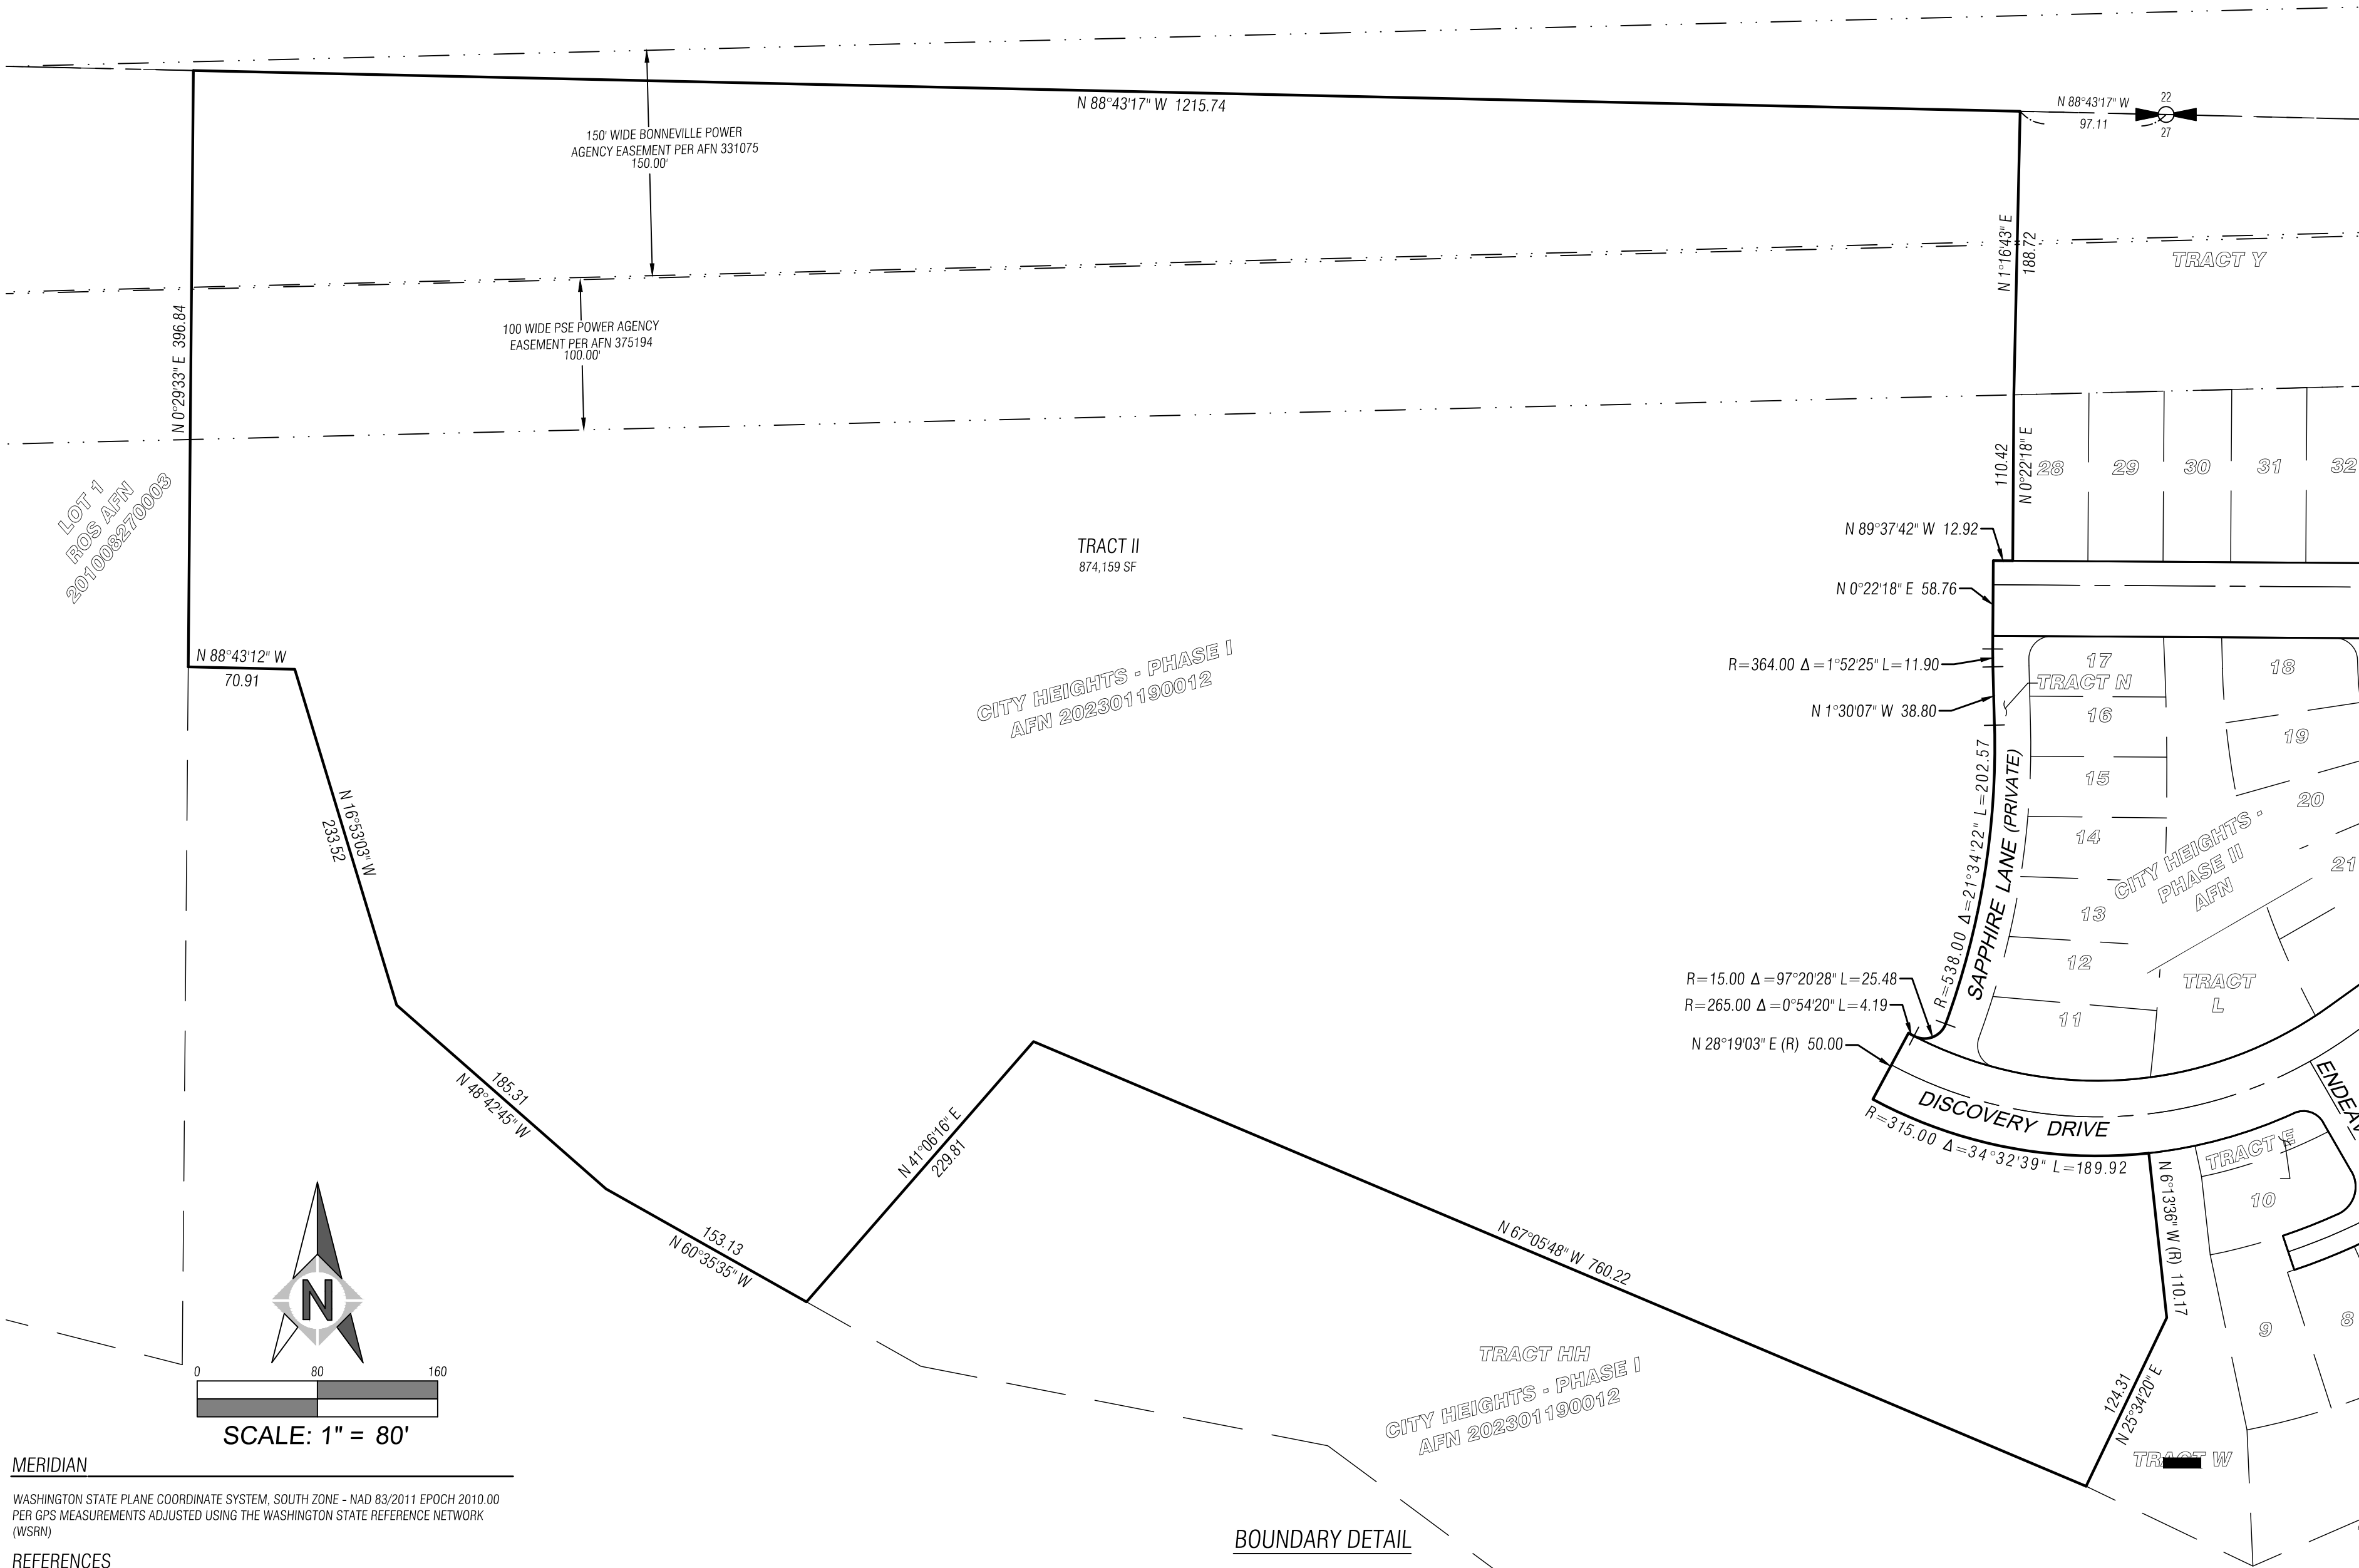 N 88°43'17" W  1215.74
N 88°43'17" W
97.11
22
27
150' WIDE BONNEVILLE POWER
AGENCY EASEMENT PER AFN 331075
150.00'
N 1°16'43" E
188.72
TRACT Y
100 WIDE PSE POWER AGENCY
EASEMENT PER AFN 375194
100.00'
N 0°29'33" E  396.84
LOT 1
ROS AFN
201008270003
110.42
N 0°22'18" E
28
29
30
31
32
N 89°37'42" W  12.92
TRACT II
874,159 SF
N 0°22'18" E  58.76
N 88°43'12" W
70.91
CITY HEIGHTS - PHASE I
AFN 202301190012
R=364.00 Δ=1°52'25" L=11.90
N 1°30'07" W  38.80
17
TRACT N
16
18
19
15
20
14
21
13
12
11
CITY HEIGHTS -
PHASE II
AFN
TRACT
L
R=538.00 Δ=21°34'22" L=202.57
SAPPHIRE LANE (PRIVATE)
N 16°53'03" W
233.52
R=15.00 Δ=97°20'28" L=25.48
R=265.00 Δ=0°54'20" L=4.19
N 28°19'03" E (R)  50.00
185.31
N 48°42'45" W
N 41°06'16" E
229.81
DISCOVERY DRIVE
R=315.00 Δ=34°32'39" L=189.92
TRACT E
10
9
8
N 6°13'36" W (R)  110.17
153.13
N 60°35'35" W
N 67°05'48" W  760.22
124.31
N 25°34'20" E
TRACT HH
CITY HEIGHTS - PHASE I
AFN 202301190012
N
0 80 160
SCALE: 1" = 80'
MERIDIAN
WASHINGTON STATE PLANE COORDINATE SYSTEM, SOUTH ZONE - NAD 83/2011 EPOCH 2010.00
PER GPS MEASUREMENTS ADJUSTED USING THE WASHINGTON STATE REFERENCE NETWORK
(WSRN)
REFERENCES
TRACT W
BOUNDARY DETAIL